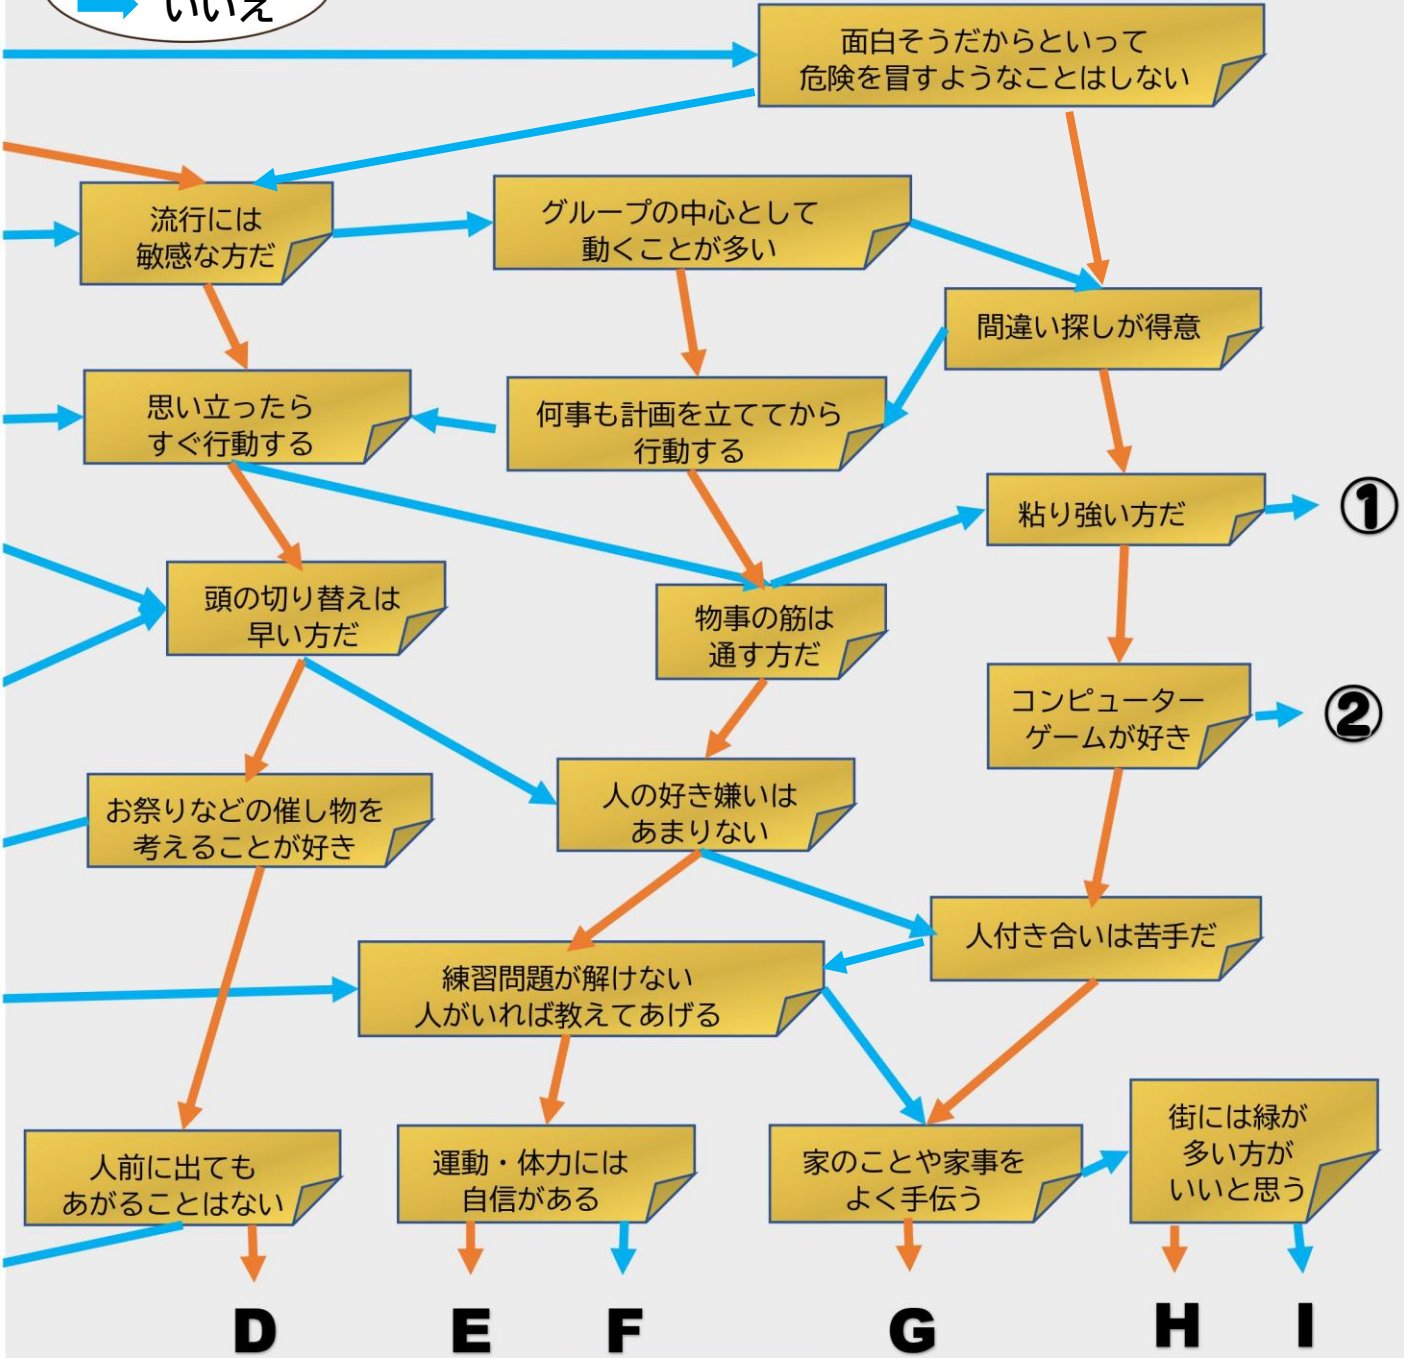 いいえ
面白そうだからといって
危険を冒すようなことはしない
流行には
敏感な方だ
グループの中心として
動くことが多い
間違い探しが得意
思い立ったら
すぐ行動する
何事も計画を立ててから
行動する
粘り強い方だ
①
頭の切り替えは
早い方だ
物事の筋は
通す方だ
コンピューター
ゲームが好き
②
お祭りなどの催し物を
考えることが好き
人の好き嫌いは
あまりない
人付き合いは苦手だ
練習問題が解けない
人がいれば教えてあげる
人前に出ても
あがることはない
運動・体力には
自信がある
家のことや家事を
よく手伝う
街には緑が
多い方が
いいと思う
D
E
F
G
H
I